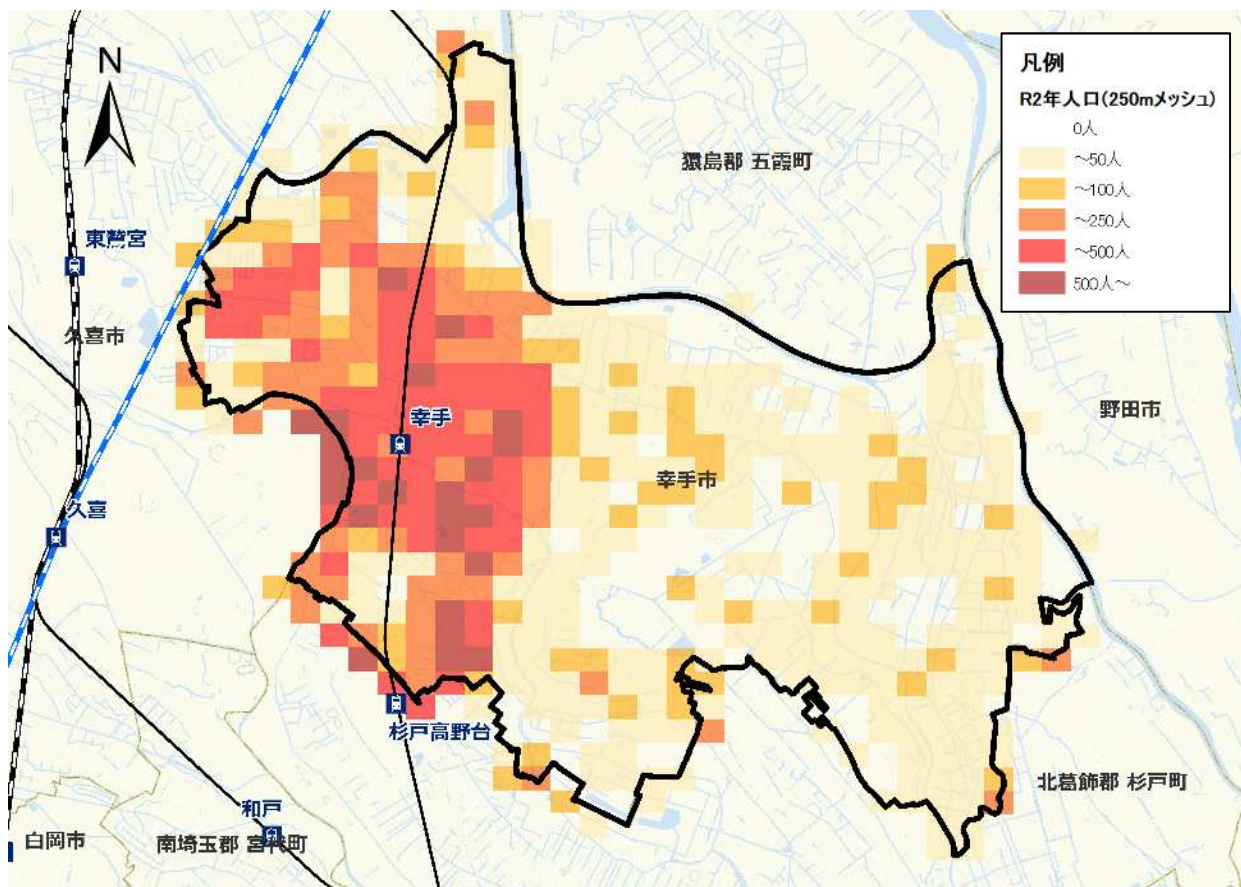 N
凡例
R2年人口(250mメッシュ)
0人
～50人
～100人
～250人
～500人
500人～
猿島郡 五霞町
東鷲宮
久喜市
野田市
幸手
幸手市
久喜
杉戸高野台
北葛飾郡 杉戸町
和戸
白岡市
南埼玉郡 宮代町